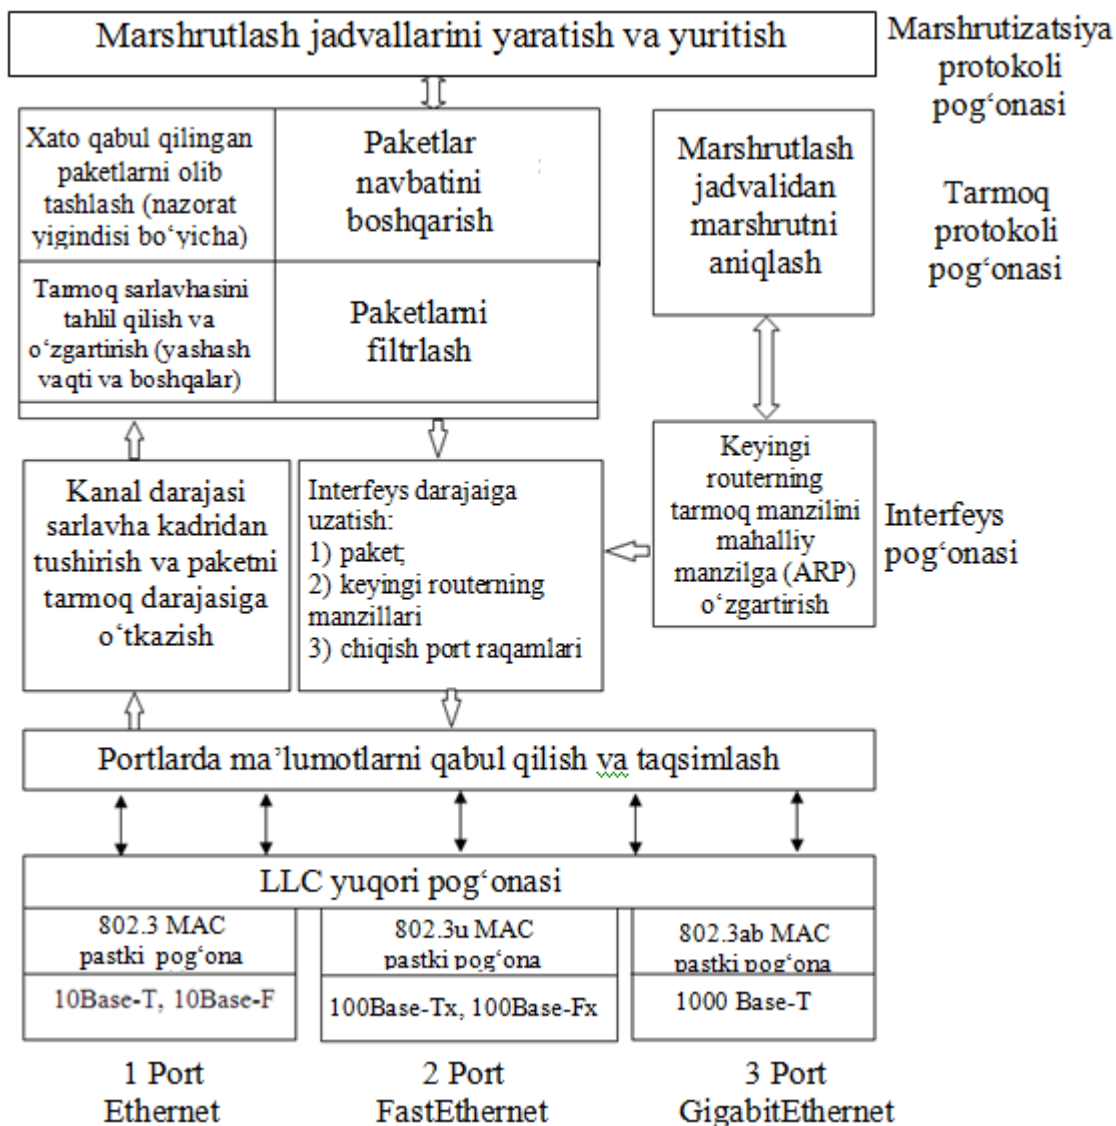 Marshrutlash jadvallarini yaratish va yuritish
Marshrutizatsiya
protokoli
pog‘onasi
Xato qabul qilingan
paketlarni olib
tashlash (nazorat
yigindisi bo‘yicha)
Paketlar
navbatini
boshqarish
Marshrutlash
jadvalidan
marshrutni
aniqlash
Tarmoq
protokoli
pog‘onasi
Tarmoq sarlavhasini
tahlil qilish va
o‘zgartirish (yashash
vaqti va boshqalar)
Paketlarni
filtrlash
Kanal darajasi
sarlavha kadridan
tushirish va paketni
tarmoq darajasiga
o‘tkazish
Interfeys darajaiga
uzatish:
1) paket;
2) keyingi routerning
manzillari
3) chiqish port raqamlari
Keyingi
routerning
tarmoq manzilini
mahalliy
manzilga (ARP)
o‘zgartirish
Interfeys
pog‘onasi
Portlarda ma’lumotlarni qabul qilish va taqsimlash
LLC yuqori pog‘onasi
802.3 MAC
pastki pog‘ona
802.3u MAC
pastki pog‘ona
802.3ab MAC
pastki pog‘ona
10Base-T, 10Base-F
100Base-Tx, 100Base-Fx
1000 Base-T
1 Port
Ethernet
2 Port
FastEthernet
3 Port
GigabitEthernet